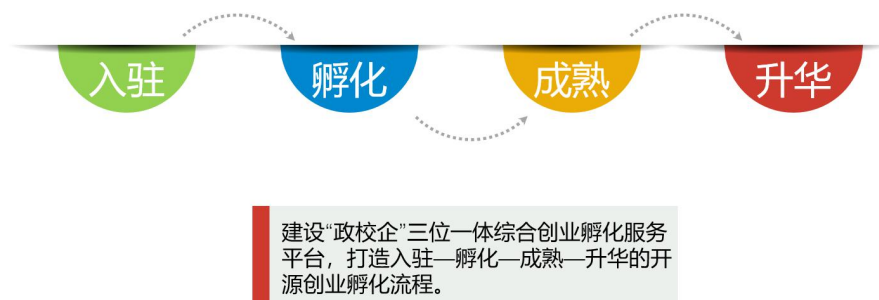 入驻 孵化 成熟 升华
建设“政校企”三位一体综合创业孵化服务
平台，打造入驻—孵化—成熟—升华的开
源创业孵化流程。